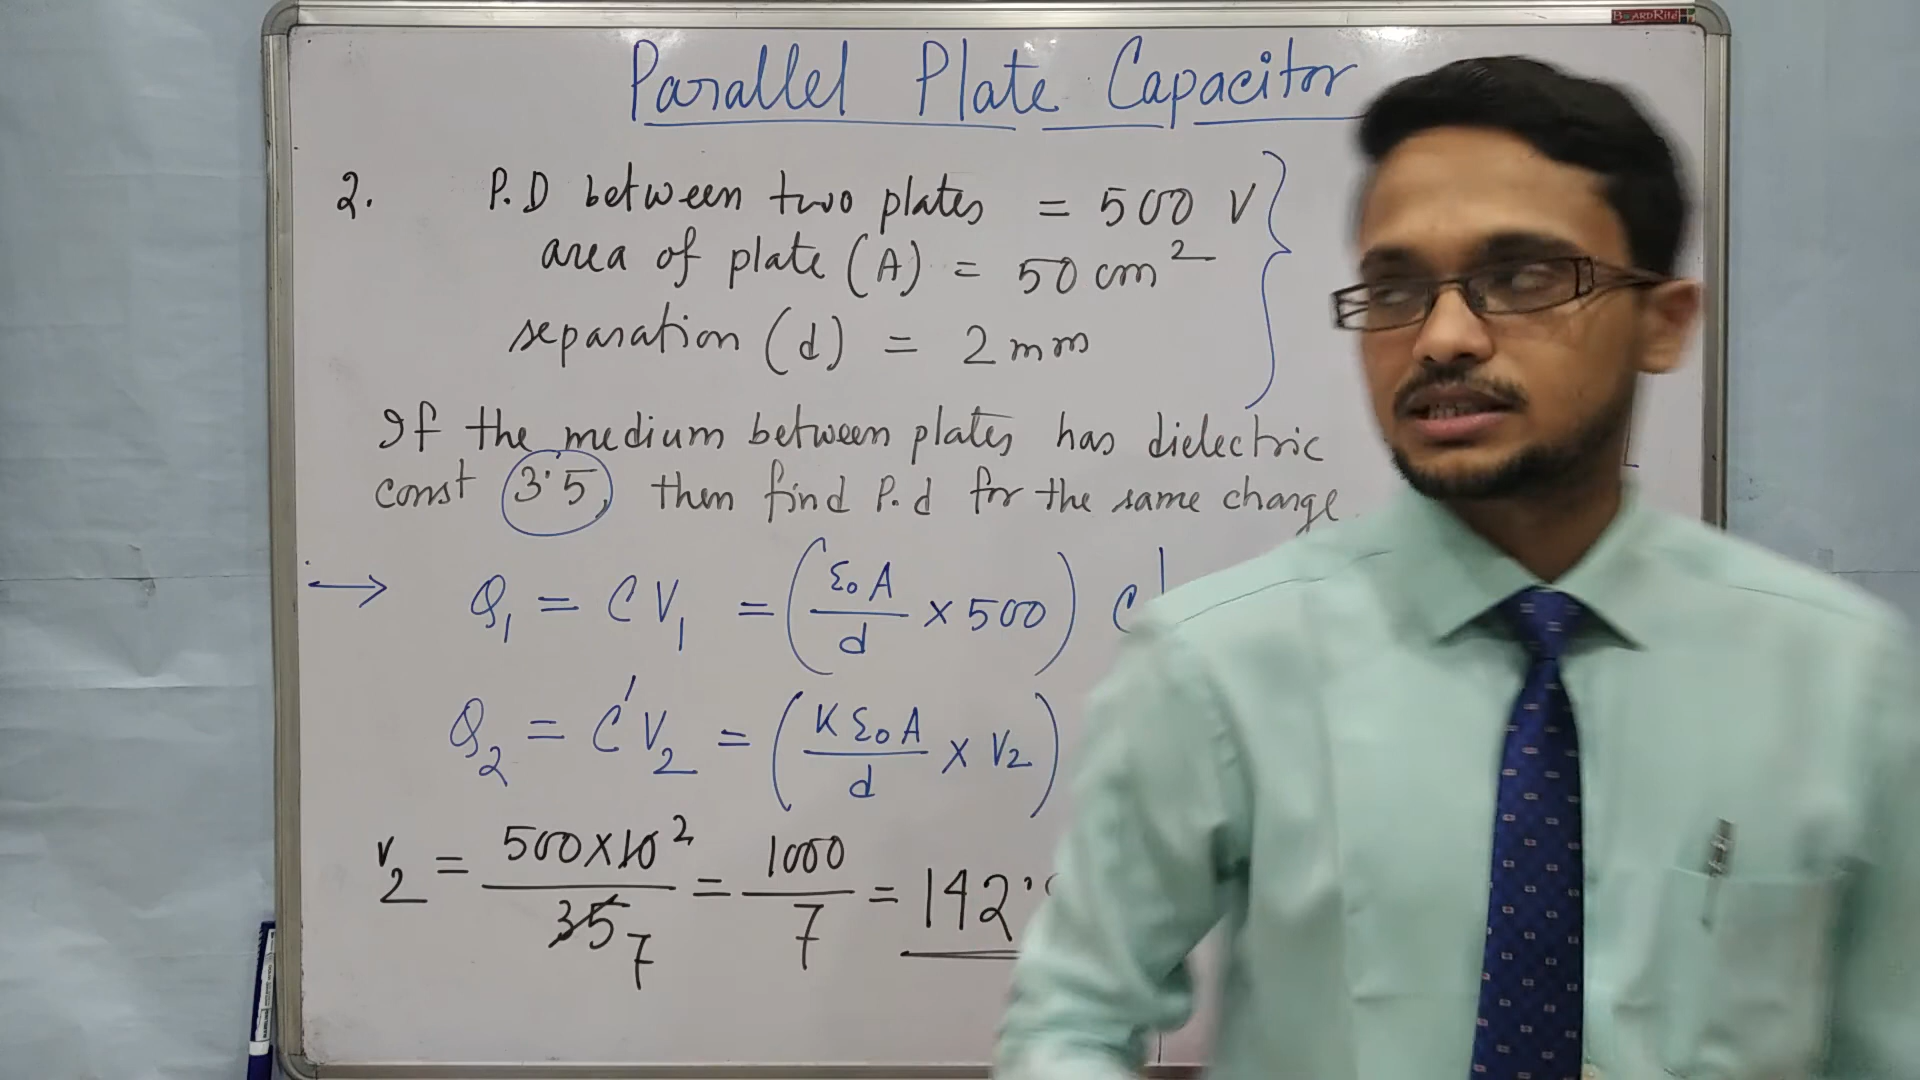 BOARDRITE
Parallel Plate Capacitor
2. P.D between two plates = 500 V
area of plate (A) = 50 cm²
separation (d) = 2 mm
If the medium between plates has dielectric
const 3.5, then find P.d for the same charge.
→ Q₁ = CV₁ = (ε₀A/d × 500) C'
Q₂ = C'V₂ = (Kε₀A/d × V₂)
V₂ = 500×10²/35 7 = 1000/7 = 142.